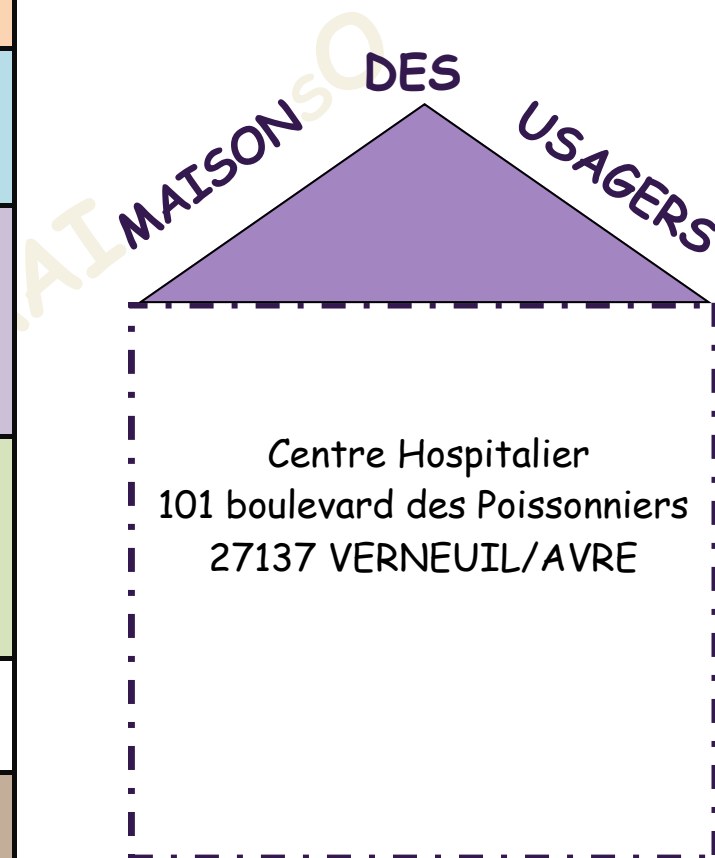 MAISON DES USAGERS
Centre Hospitalier
101 boulevard des Poissonniers
27137 VERNEUIL/AVRE